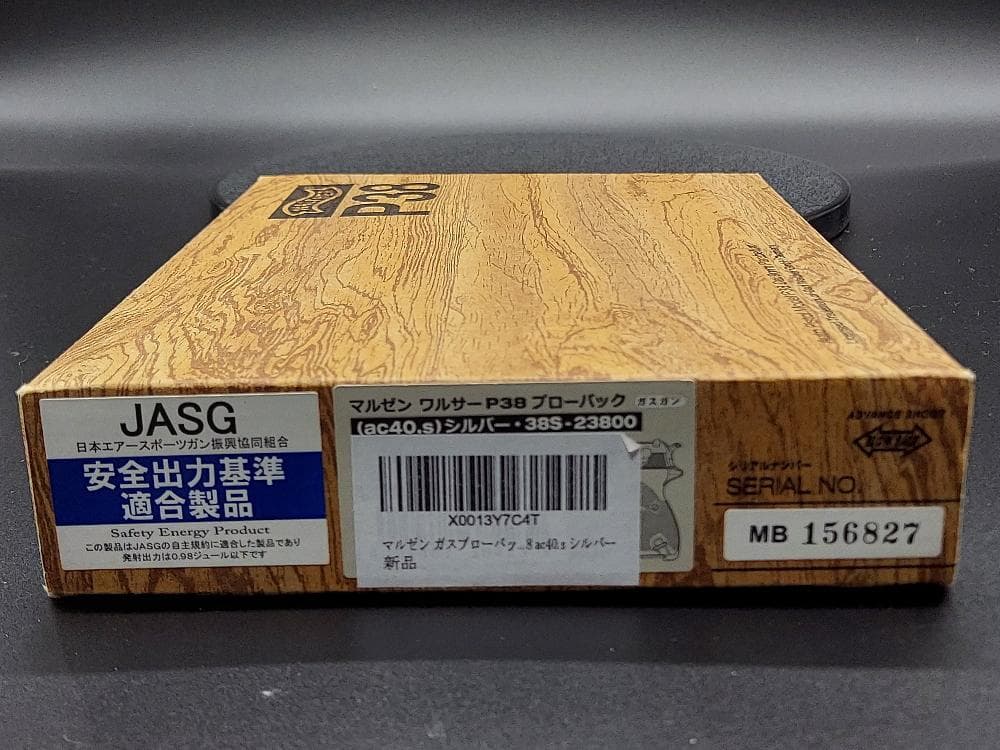 P38
JASG
日本エアースポーツガン振興協同組合
安全出力基準
適合製品
Safety Energy Product
この製品はJASGの自主規約に適合した製品であり
発射出力は0.98ジュール以下です
マルゼン ワルサーP38 ブローバック ガスガン
(ac40.s)シルバー・38S-23800
X0013Y7C4T
マルゼン ガスブローバッ...8 ac40.s シルバー
新品
シリアルナンバー
SERIAL NO.
MB 156827